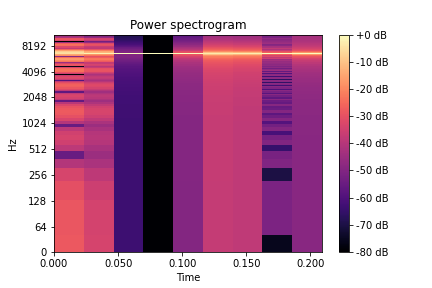 Power spectrogram
8192
4096
2048
1024
512
256
128
64
0
Hz
0.000 0.050 0.100 0.150 0.200
Time
+0 dB
-10 dB
-20 dB
-30 dB
-40 dB
-50 dB
-60 dB
-70 dB
-80 dB